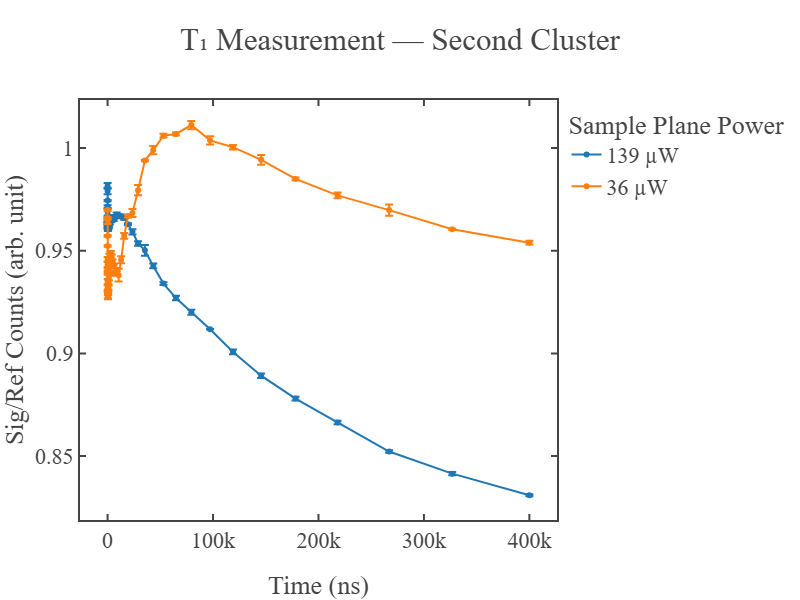 T₁ Measurement — Second Cluster
Sample Plane Power
139 µW
36 µW
Sig/Ref Counts (arb. unit)
1
0.95
0.9
0.85
0
100k
200k
300k
400k
Time (ns)